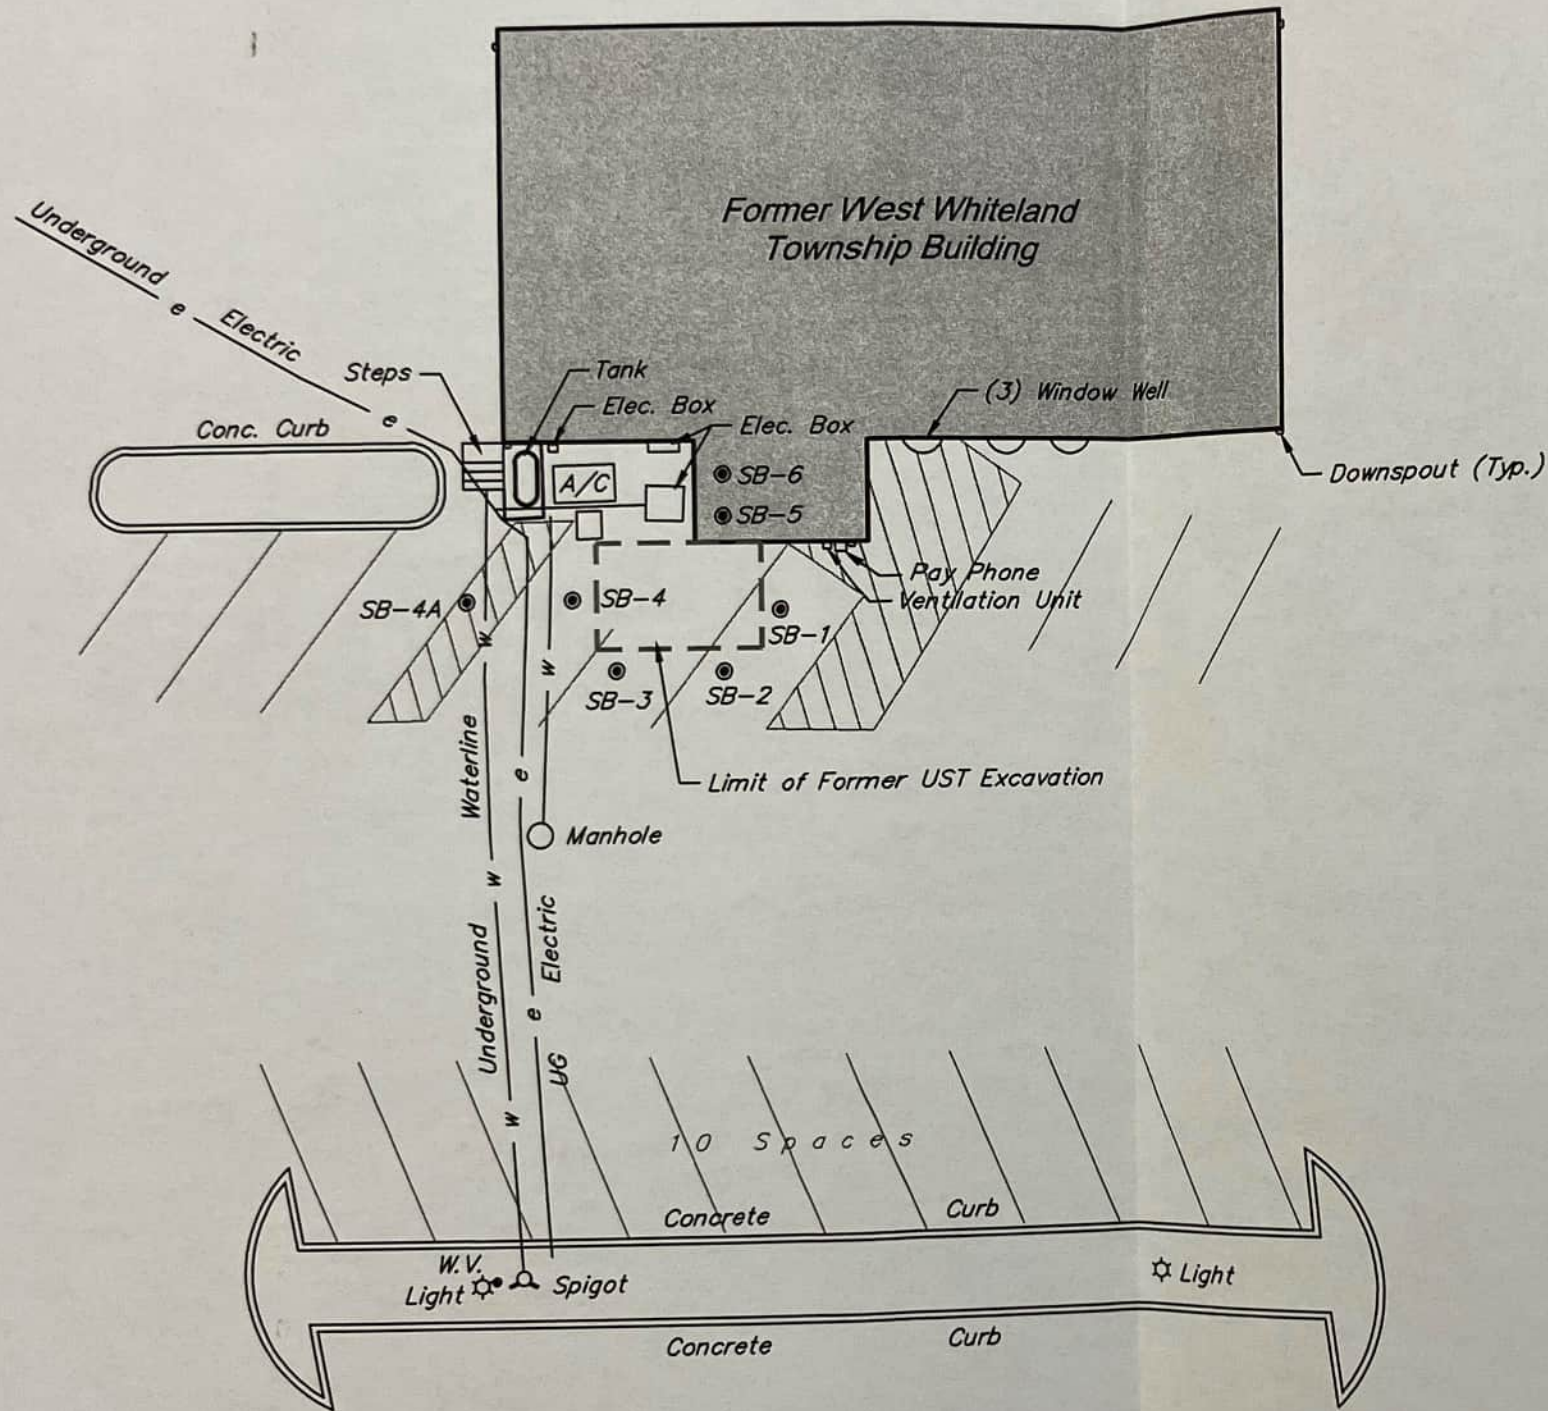 Former West Whiteland
Township Building
Underground
e
Electric
e
Steps
Tank
Elec. Box
Elec. Box
(3) Window Well
Conc. Curb
A/C
SB-6
SB-5
Downspout (Typ.)
Pay Phone
Ventilation Unit
SB-4A
SB-4
SB-1
w
w
SB-3
SB-2
Waterline
e
Limit of Former UST Excavation
Manhole
w
Underground
Electric
e
UG
w
10 Spaces
Concrete Curb
W.V.
Light
Spigot
Light
Concrete Curb